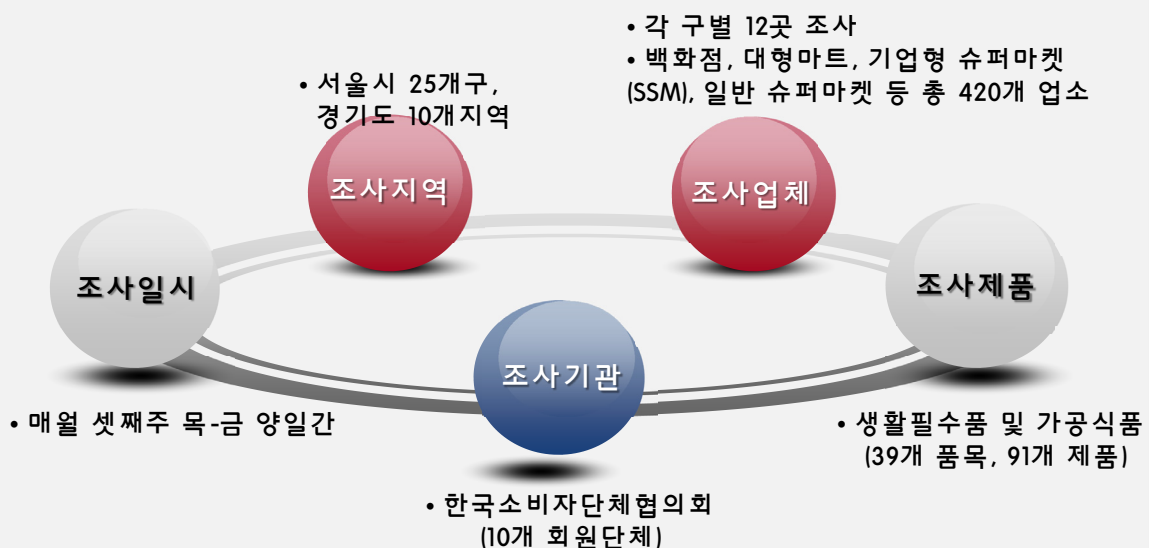 • 각 구별 12곳 조사
• 백화점, 대형마트, 기업형 슈퍼마켓
(SSM), 일반 슈퍼마켓 등 총 420개 업소
• 서울시 25개구,
경기도 10개지역
조사지역
조사업체
조사일시
조사제품
조사기관
• 매월 셋째주 목-금 양일간
• 생활필수품 및 가공식품
(39개 품목, 91개 제품)
• 한국소비자단체협의회
(10개 회원단체)